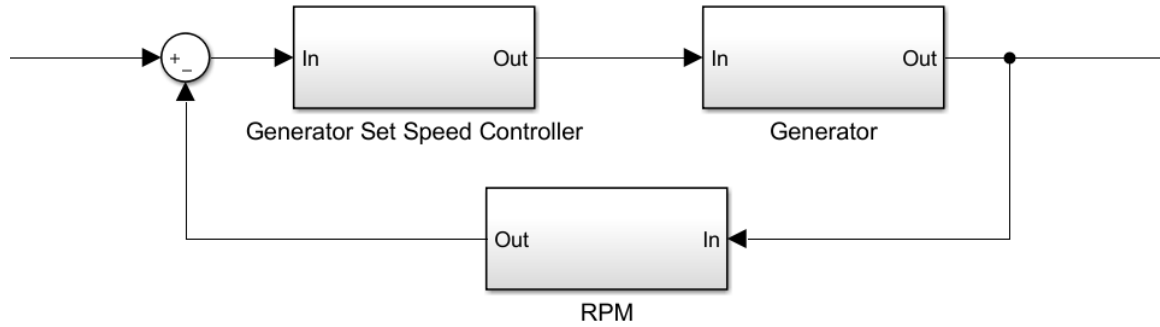 +
−
In
Out
In
Out
Generator Set Speed Controller
Generator
Out
In
RPM